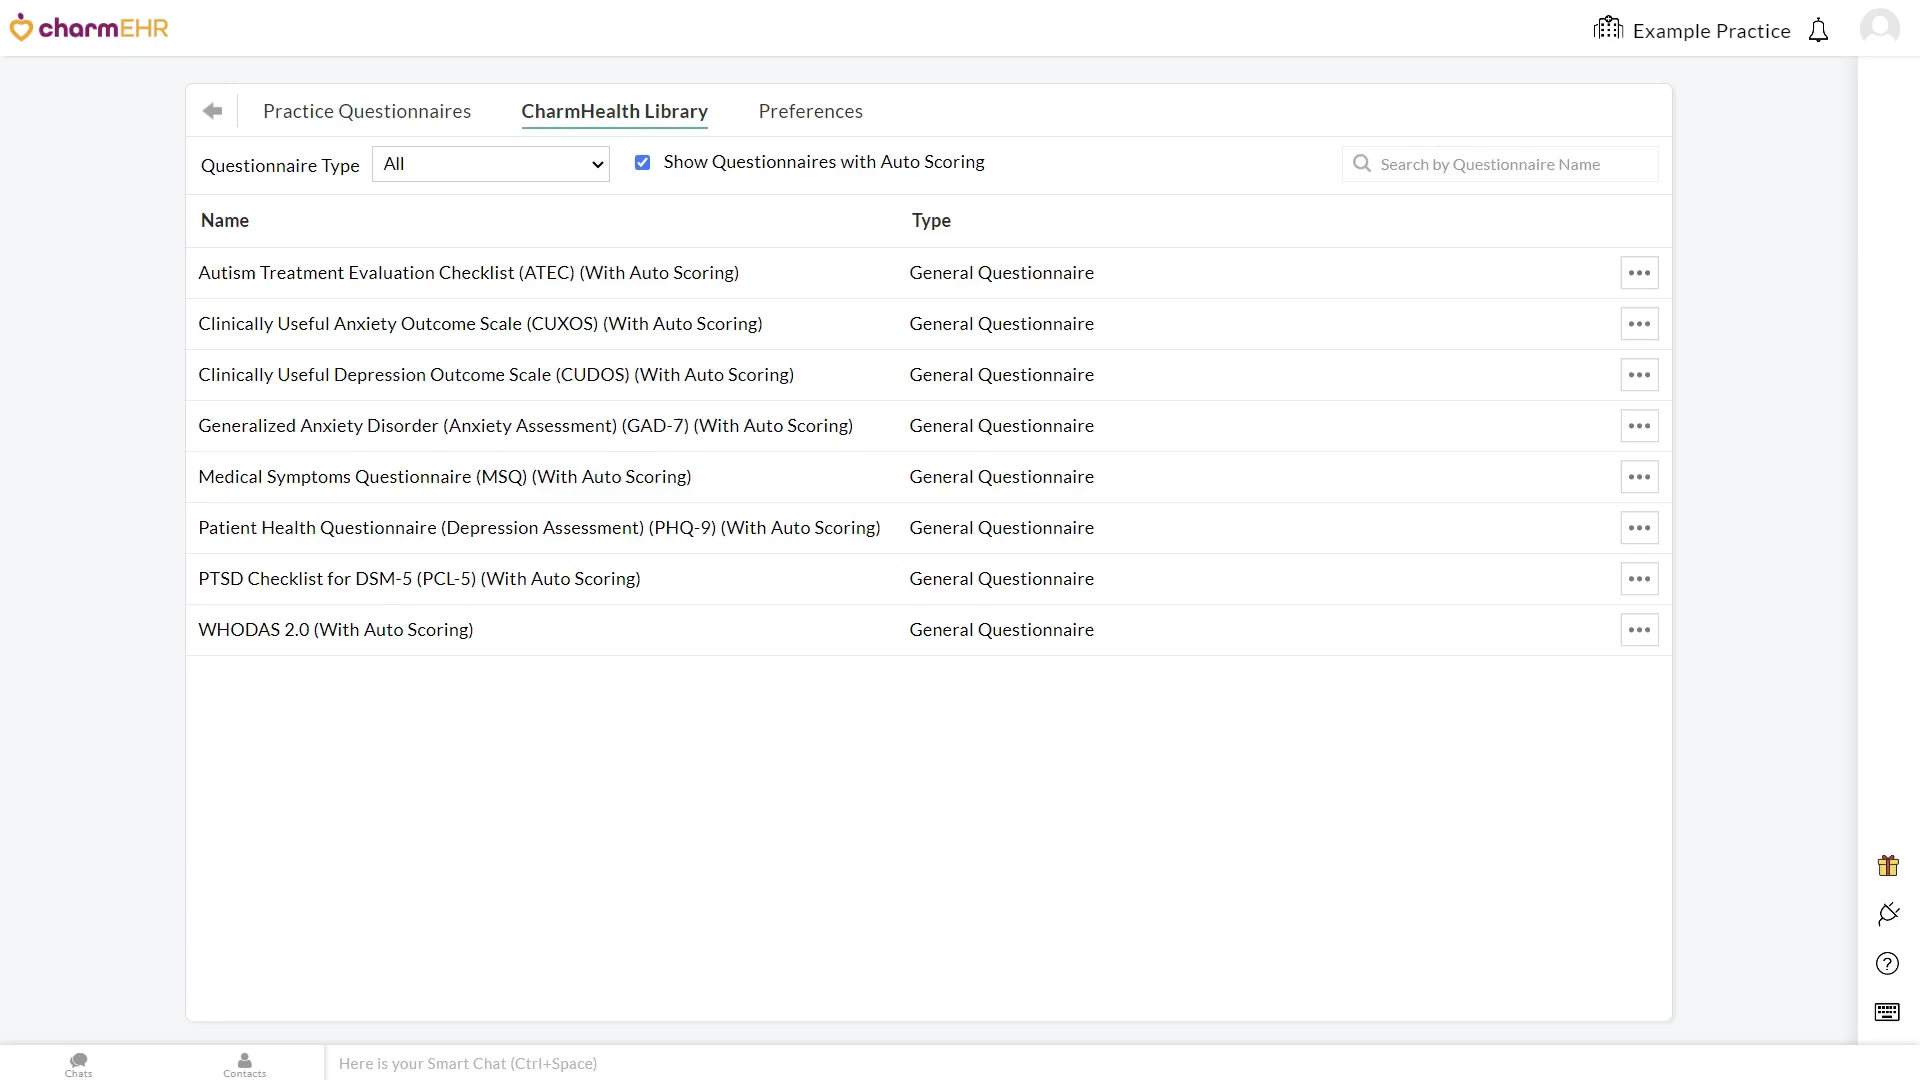 charmEHR
Example Practice
Practice Questionnaires
CharmHealth Library
Preferences
Questionnaire Type
All
Show Questionnaires with Auto Scoring
Search by Questionnaire Name
Name
Type
Autism Treatment Evaluation Checklist (ATEC) (With Auto Scoring)
General Questionnaire
Clinically Useful Anxiety Outcome Scale (CUXOS) (With Auto Scoring)
General Questionnaire
Clinically Useful Depression Outcome Scale (CUDOS) (With Auto Scoring)
General Questionnaire
Generalized Anxiety Disorder (Anxiety Assessment) (GAD-7) (With Auto Scoring)
General Questionnaire
Medical Symptoms Questionnaire (MSQ) (With Auto Scoring)
General Questionnaire
Patient Health Questionnaire (Depression Assessment) (PHQ-9) (With Auto Scoring)
General Questionnaire
PTSD Checklist for DSM-5 (PCL-5) (With Auto Scoring)
General Questionnaire
WHODAS 2.0 (With Auto Scoring)
General Questionnaire
Chats
Contacts
Here is your Smart Chat (Ctrl+Space)